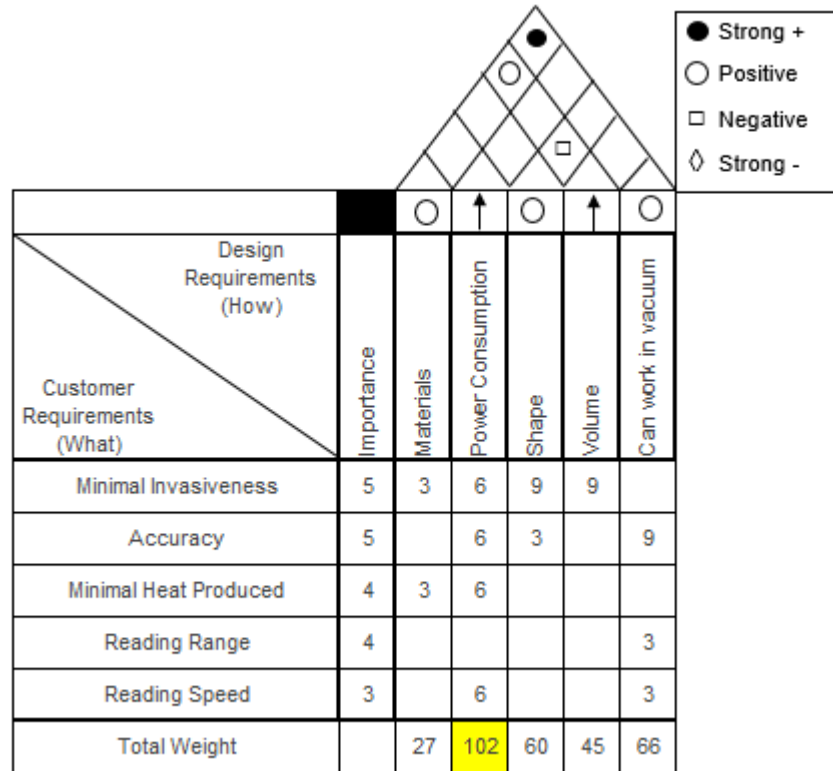 Strong +
Positive
Negative
Strong -
Design
Requirements
(How)
Customer
Requirements
(What)
Importance
Materials
Power Consumption
Shape
Volume
Can work in vacuum
Minimal Invasiveness 5 3 6 9 9
Accuracy 5 6 3 9
Minimal Heat Produced 4 3 6
Reading Range 4 3
Reading Speed 3 6 3
Total Weight 27 102 60 45 66